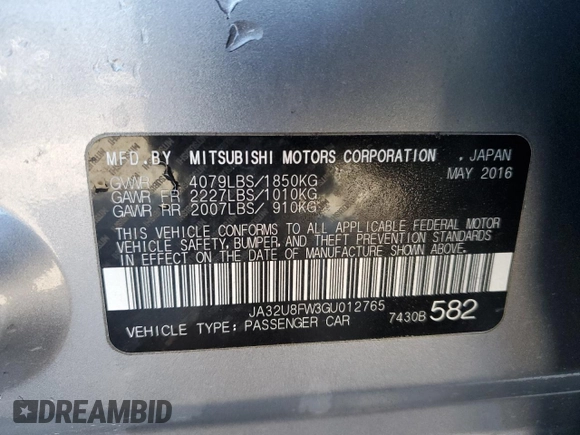 MFD. BY MITSUBISHI MOTORS CORPORATION . JAPAN
MAY 2016
GVWR 4079LBS/1850KG
GAWR FR 2227LBS/1010KG
GAWR RR 2007LBS/ 910KG
THIS VEHICLE CONFORMS TO ALL APPLICABLE FEDERAL MOTOR
VEHICLE SAFETY, BUMPER, AND THEFT PREVENTION STANDARDS
IN EFFECT ON THE DATE OF MANUFACTURE SHOWN ABOVE.
JA32U8FW3GU012765
VEHICLE TYPE: PASSENGER CAR 7430B 582
DREAMBID